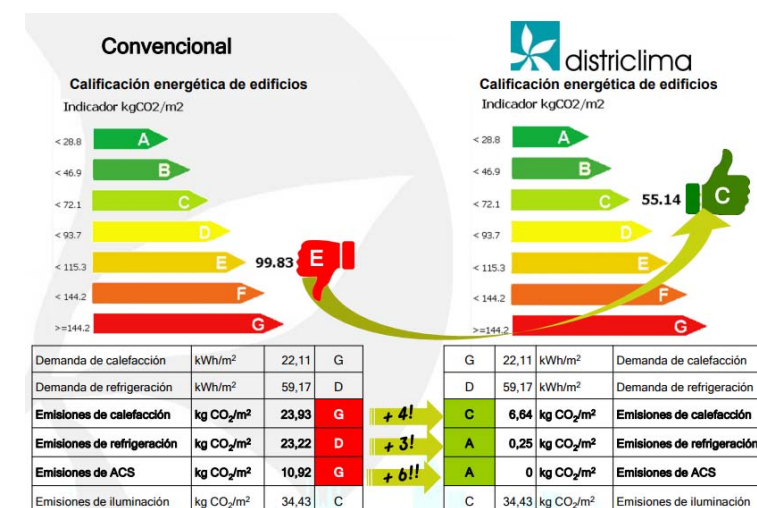 Convencional
Calificación energética de edificios
Indicador kgCO2/m2
< 28.8 A
< 46.9 B
< 72.1 C
< 93.7 D
< 115.3 E 99.83 E
< 144.2 F
>=144.2 G
districlima
Calificación energética de edificios
Indicador kgCO2/m2
< 28.8 A
< 46.9 B
< 72.1 C 55.14 C
< 93.7 D
< 115.3 E
< 144.2 F
>=144.2 G
Demanda de calefacción kWh/m² 22,11 G G 22,11 kWh/m² Demanda de calefacción
Demanda de refrigeración kWh/m² 59,17 D D 59,17 kWh/m² Demanda de refrigeración
Emisiones de calefacción kg CO₂/m² 23,93 G + 4! C 6,64 kg CO₂/m² Emisiones de calefacción
Emisiones de refrigeración kg CO₂/m² 23,22 D + 3! A 0,25 kg CO₂/m² Emisiones de refrigeración
Emisiones de ACS kg CO₂/m² 10,92 G + 6!! A 0 kg CO₂/m² Emisiones de ACS
Emisiones de iluminación kg CO₂/m² 34,43 C C 34,43 kg CO₂/m² Emisiones de iluminación